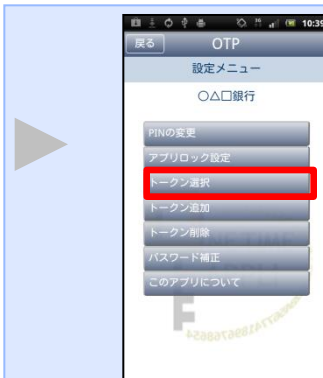 10:39
戻る
OTP
設定メニュー
○△□銀行
PINの変更
アプリロック設定
トークン選択
トークン追加
トークン削除
パスワード補正
このアプリについて